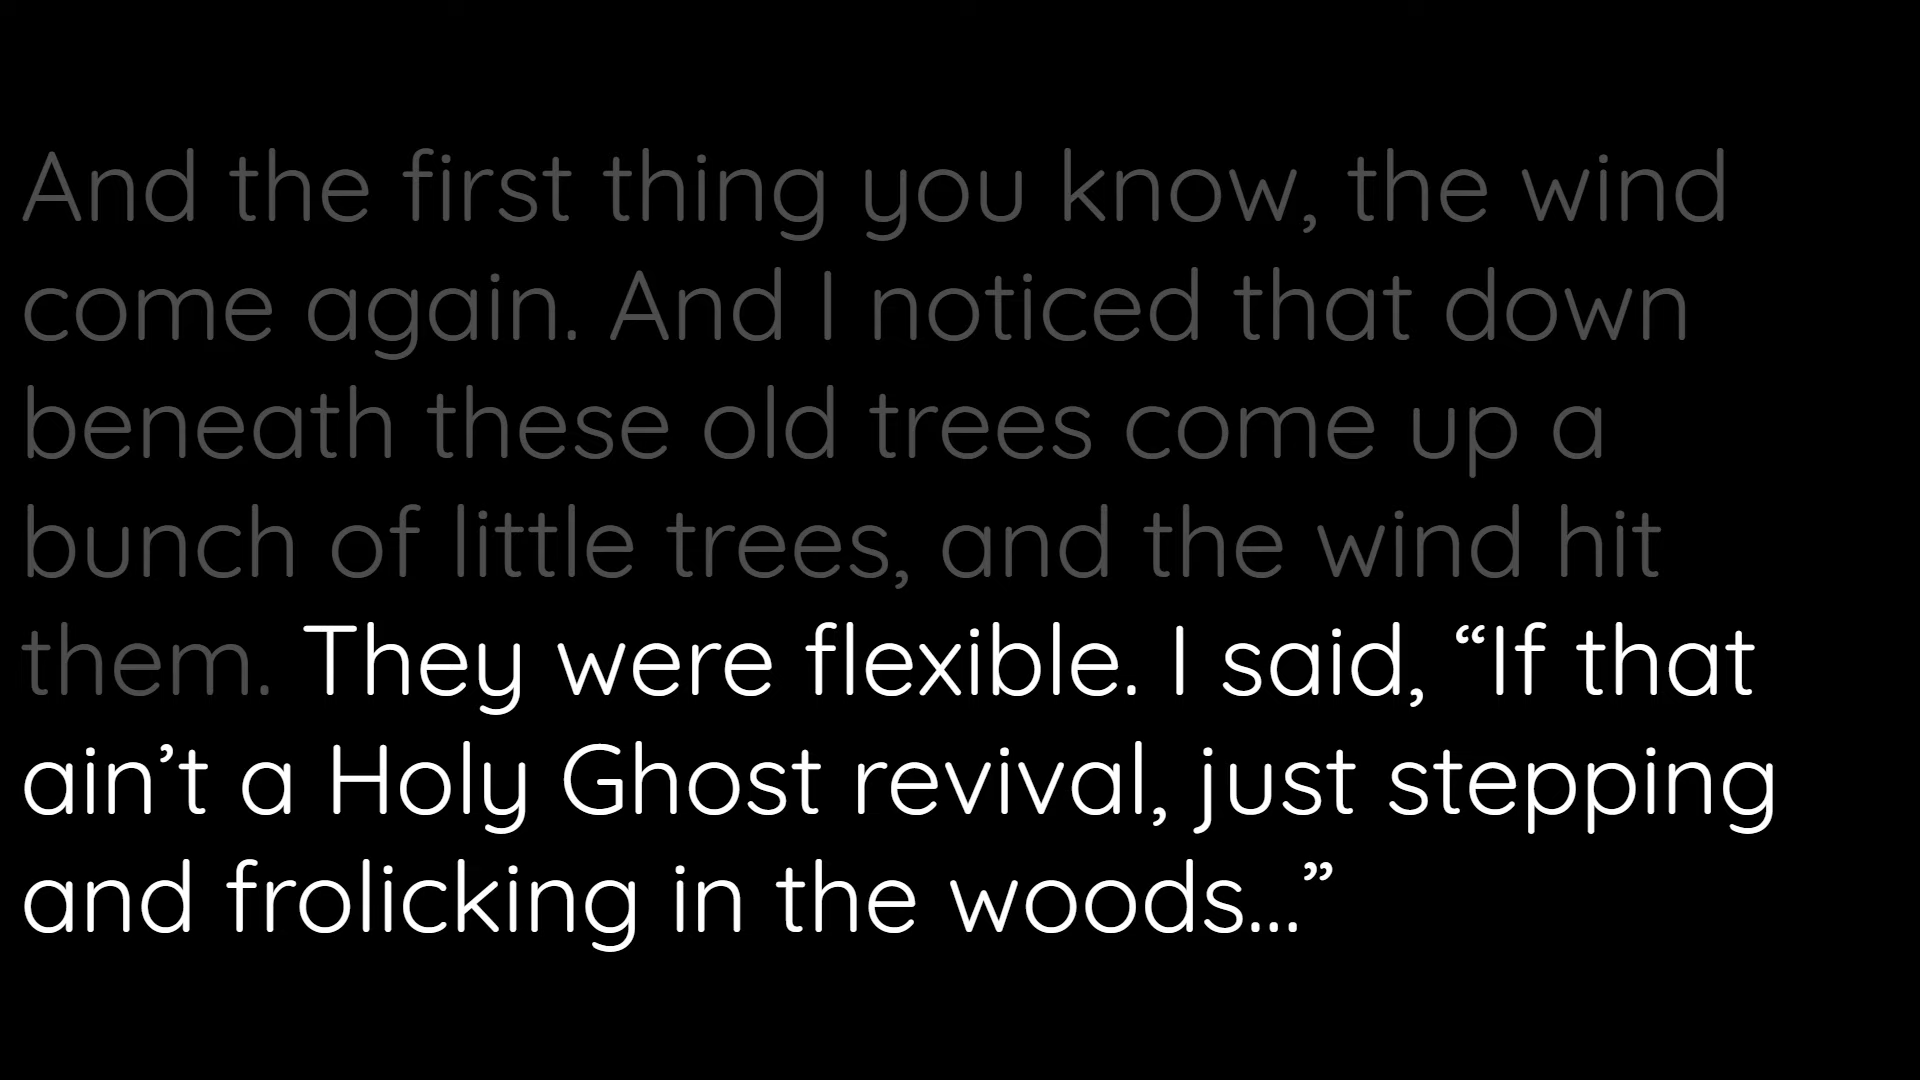 And the first thing you know, the wind
come again. And I noticed that down
beneath these old trees come up a
bunch of little trees, and the wind hit
them. They were flexible. I said, “If that
ain’t a Holy Ghost revival, just stepping
and frolicking in the woods...”